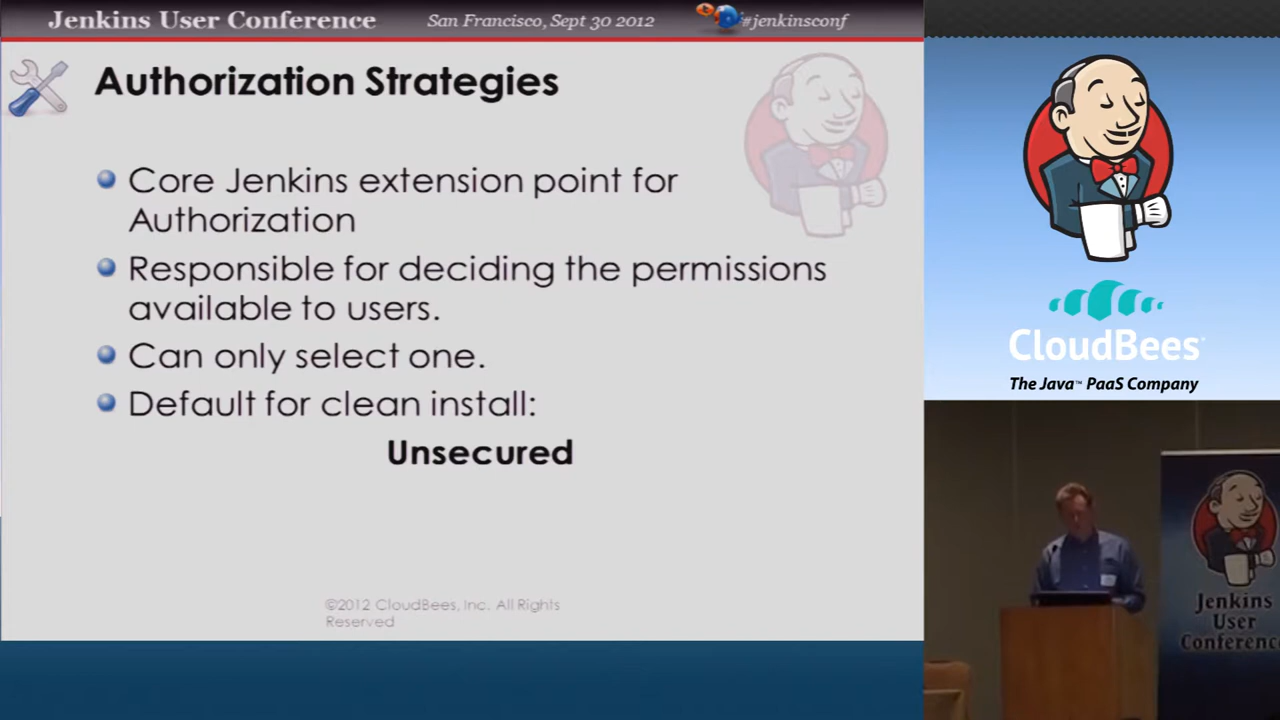 Jenkins User Conference
San Francisco, Sept 30 2012
#jenkinsconf
Authorization Strategies
Core Jenkins extension point for
Authorization
Responsible for deciding the permissions
available to users.
Can only select one.
Default for clean install:
Unsecured
©2012 CloudBees, Inc. All Rights
Reserved
CloudBees
The Java™ PaaS Company
Jenkins
User
Conference